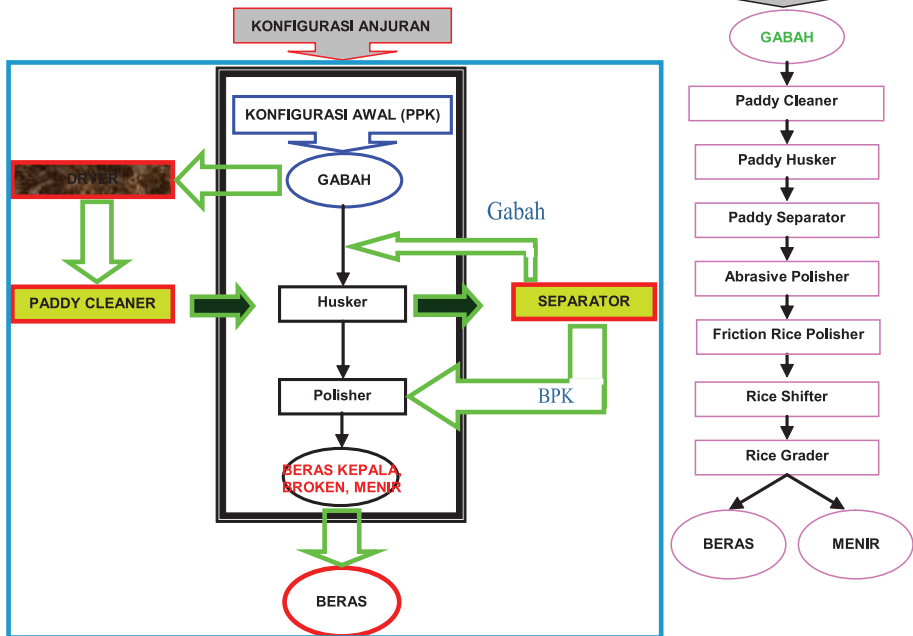 KONFIGURASI ANJURAN
KONFIGURASI AWAL (PPK)
GABAH
DRYER
Gabah
PADDY CLEANER
Husker
SEPARATOR
Polisher
BPK
BERAS KEPALA,
BROKEN, MENIR
BERAS
GABAH
Paddy Cleaner
Paddy Husker
Paddy Separator
Abrasive Polisher
Friction Rice Polisher
Rice Shifter
Rice Grader
BERAS
MENIR